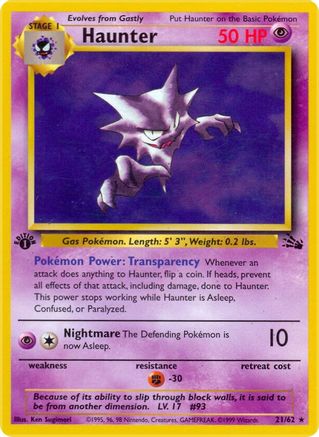 STAGE 1
Evolves from Gastly
Put Haunter on the Basic Pokémon
Haunter
50 HP
EDITION
1
Gas Pokémon. Length: 5' 3", Weight: 0.2 lbs.
Pokémon Power: Transparency Whenever an
attack does anything to Haunter, flip a coin. If heads, prevent
all effects of that attack, including damage, done to Haunter.
This power stops working while Haunter is Asleep,
Confused, or Paralyzed.
Nightmare The Defending Pokémon is
now Asleep.
10
weakness
resistance
retreat cost
-30
Because of its ability to slip through block walls, it is said to
be from another dimension. LV. 17 #93
Illus. Ken Sugimori
©1995, 96, 98 Nintendo, Creatures, GAMEFREAK. ©1999 Wizards.
21/62 ★